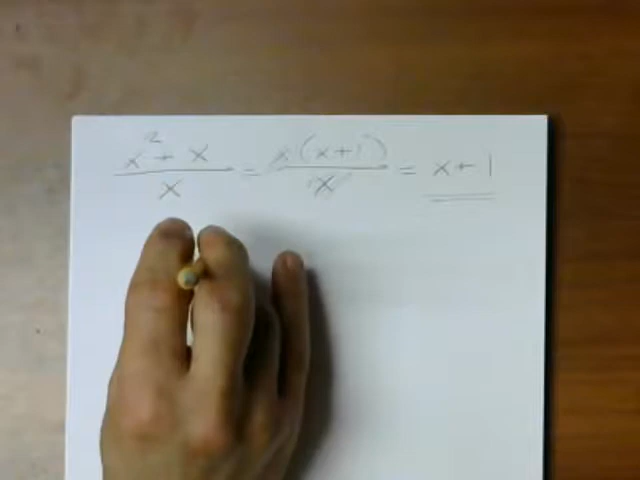 x² + x / x = x(x+1) / x = x+1